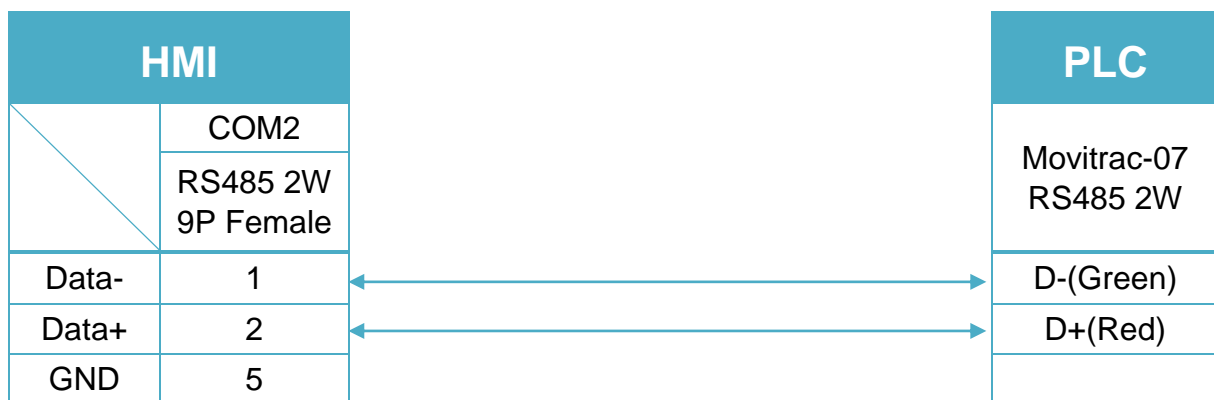 HMI
PLC
COM2
Movitrac-07
RS485 2W
RS485 2W
9P Female
Data-
1
D-(Green)
Data+
2
D+(Red)
GND
5